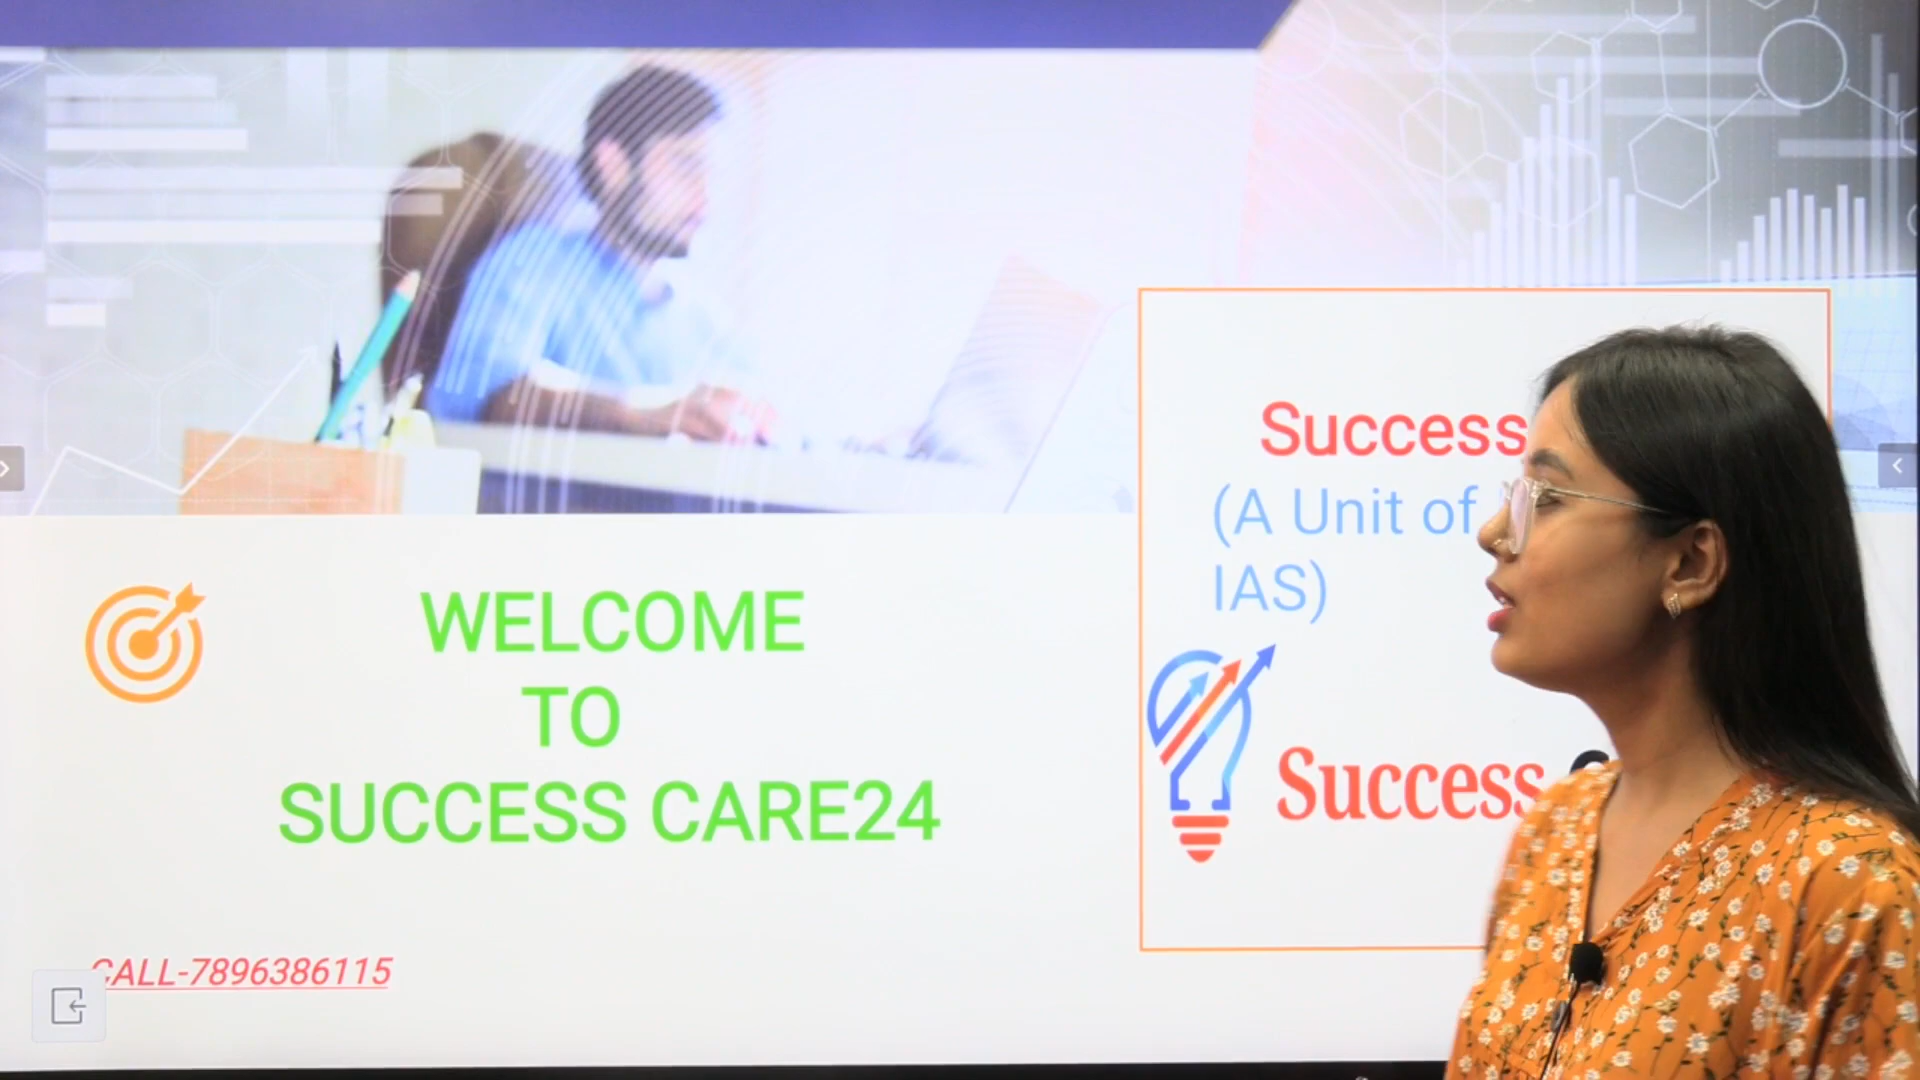 Success
(A Unit of
IAS)
WELCOME
TO
SUCCESS CARE24
Success
CALL-7896386115